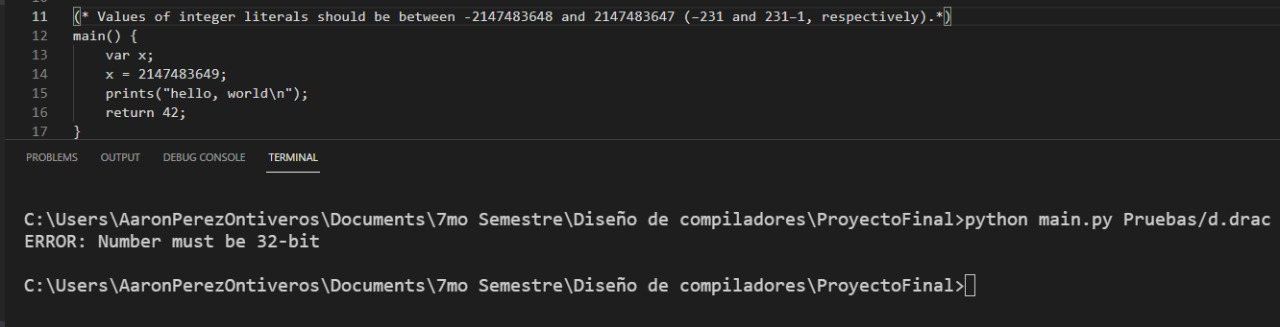 11 (* Values of integer literals should be between -2147483648 and 2147483647 (–231 and 231–1, respectively).*)
12 main() {
13     var x;
14     x = 2147483649;
15     prints("hello, world\n");
16     return 42;
17 }
PROBLEMS OUTPUT DEBUG CONSOLE TERMINAL
C:\Users\AaronPerezOntiveros\Documents\7mo Semestre\Diseño de compiladores\ProyectoFinal>python main.py Pruebas/d.drac
ERROR: Number must be 32-bit
C:\Users\AaronPerezOntiveros\Documents\7mo Semestre\Diseño de compiladores\ProyectoFinal>